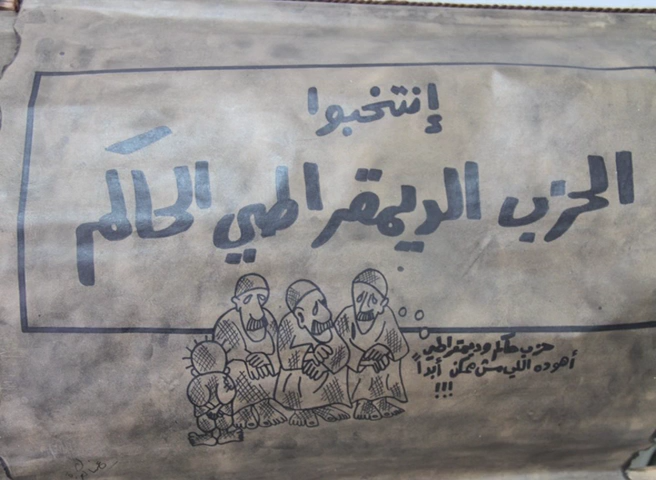 إنتخبوا
الحزب الديمقراطي الحاكم
حزب حاكم وديمقراطي
أهوده اللي مش ممكن أبداً
!!!